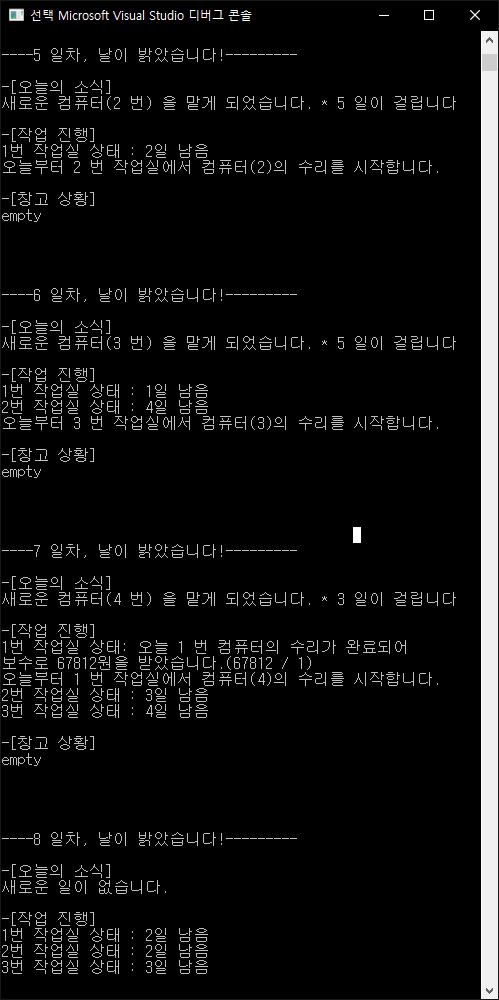 선택 Microsoft Visual Studio 디버그 콘솔
----5 일차, 날이 밝았습니다!---------
-[오늘의 소식]
새로운 컴퓨터(2 번) 을 맡게 되었습니다. * 5 일이 걸립니다
-[작업 진행]
1번 작업실 상태 : 2일 남음
오늘부터 2 번 작업실에서 컴퓨터(2)의 수리를 시작합니다.
-[창고 상황]
empty
----6 일차, 날이 밝았습니다!---------
-[오늘의 소식]
새로운 컴퓨터(3 번) 을 맡게 되었습니다. * 5 일이 걸립니다
-[작업 진행]
1번 작업실 상태 : 1일 남음
2번 작업실 상태 : 4일 남음
오늘부터 3 번 작업실에서 컴퓨터(3)의 수리를 시작합니다.
-[창고 상황]
empty
----7 일차, 날이 밝았습니다!---------
-[오늘의 소식]
새로운 컴퓨터(4 번) 을 맡게 되었습니다. * 3 일이 걸립니다
-[작업 진행]
1번 작업실 상태: 오늘 1 번 컴퓨터의 수리가 완료되어
보수로 67812원을 받았습니다.(67812 / 1)
오늘부터 1 번 작업실에서 컴퓨터(4)의 수리를 시작합니다.
2번 작업실 상태 : 3일 남음
3번 작업실 상태 : 4일 남음
-[창고 상황]
empty
----8 일차, 날이 밝았습니다!---------
-[오늘의 소식]
새로운 일이 없습니다.
-[작업 진행]
1번 작업실 상태 : 2일 남음
2번 작업실 상태 : 2일 남음
3번 작업실 상태 : 3일 남음